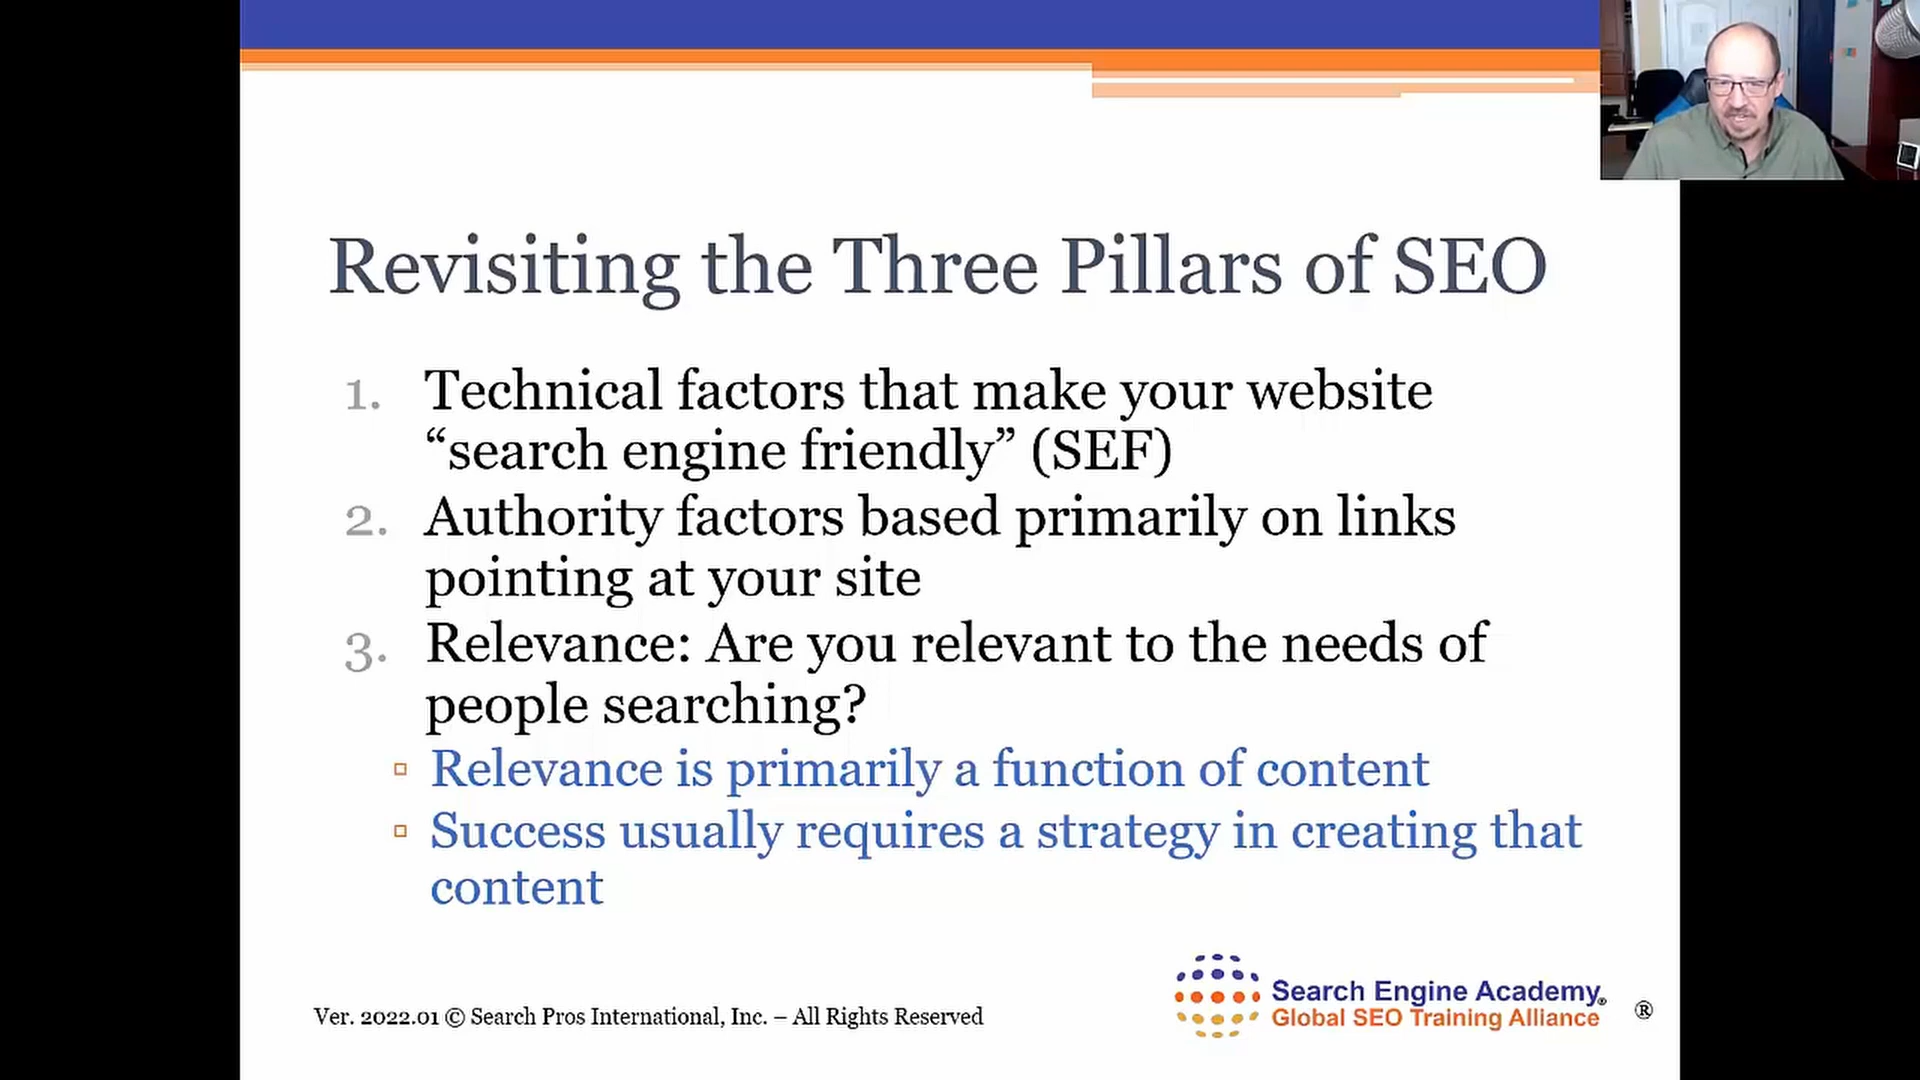 Revisiting the Three Pillars of SEO
1. Technical factors that make your website
“search engine friendly” (SEF)
2. Authority factors based primarily on links
pointing at your site
3. Relevance: Are you relevant to the needs of
people searching?
▫ Relevance is primarily a function of content
▫ Success usually requires a strategy in creating that
content
Ver. 2022.01 © Search Pros International, Inc. – All Rights Reserved
Search Engine Academy® ®
Global SEO Training Alliance